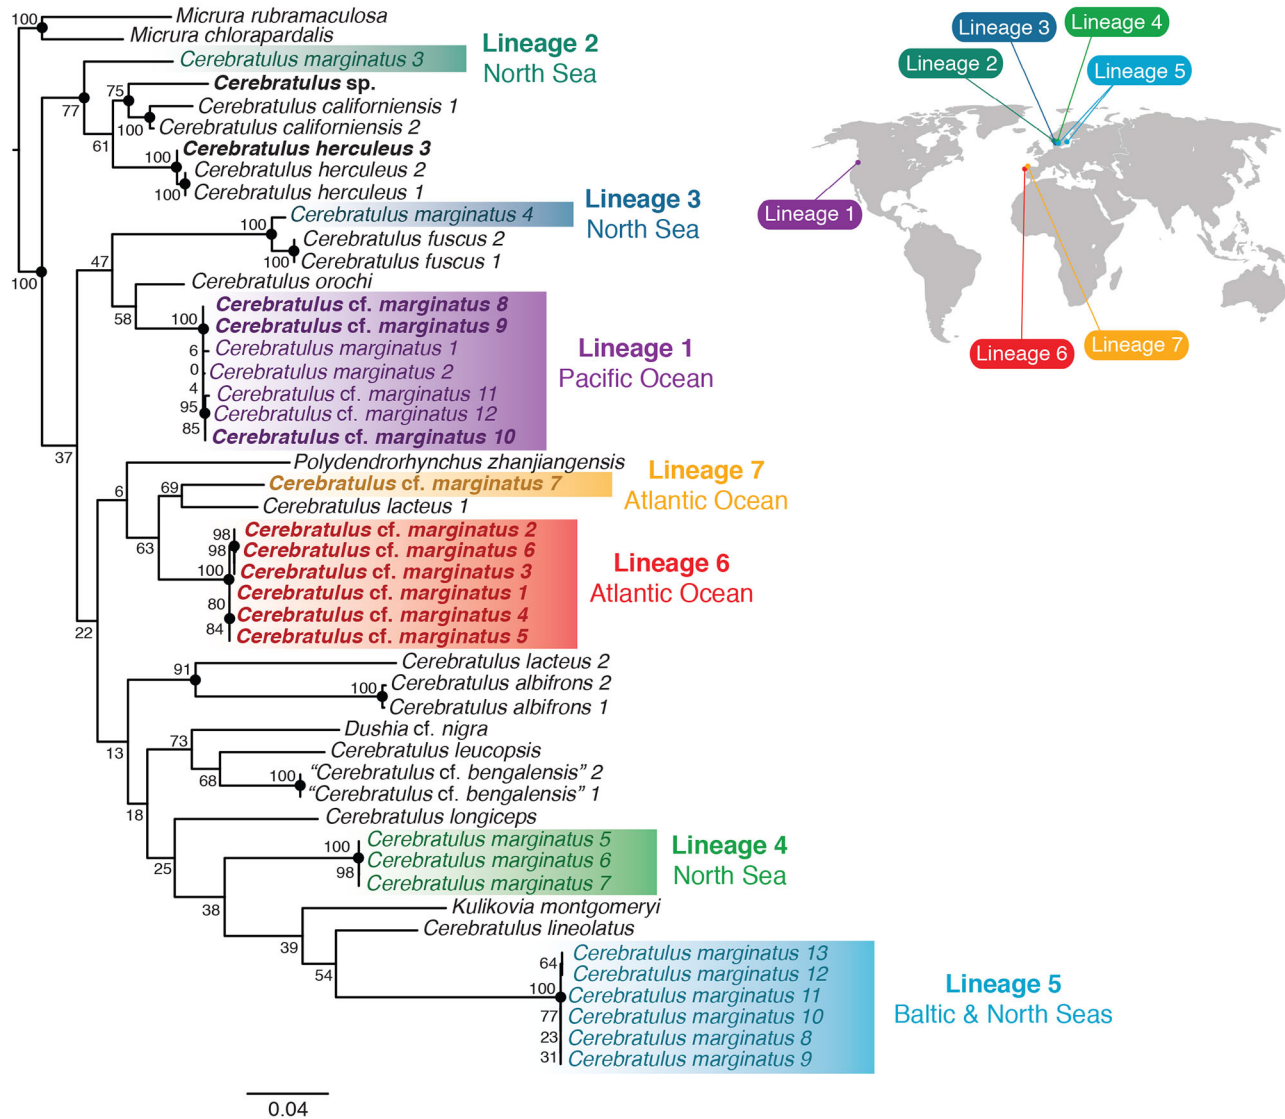 100
Micrura rubramaculosa
Micrura chlorapardalis
Cerebratulus marginatus 3
Lineage 2
North Sea
77
75
Cerebratulus sp.
Cerebratulus californiensis 1
100
Cerebratulus californiensis 2
61
Cerebratulus herculeus 3
100
Cerebratulus herculeus 2
100
Cerebratulus herculeus 1
100
47
100
Cerebratulus marginatus 4
Lineage 3
North Sea
Cerebratulus fuscus 2
100
Cerebratulus fuscus 1
Cerebratulus orochi
58
100
Cerebratulus cf. marginatus 8
Cerebratulus cf. marginatus 9
6
Cerebratulus marginatus 1
0
Cerebratulus marginatus 2
4
Cerebratulus cf. marginatus 11
95
Cerebratulus cf. marginatus 12
85
Cerebratulus cf. marginatus 10
Lineage 1
Pacific Ocean
37
Polydendrorhynchus zhanjiangensis
6
69
Cerebratulus cf. marginatus 7
Lineage 7
Atlantic Ocean
Cerebratulus lacteus 1
63
98
Cerebratulus cf. marginatus 2
98
Cerebratulus cf. marginatus 6
100
Cerebratulus cf. marginatus 3
Cerebratulus cf. marginatus 1
80
Cerebratulus cf. marginatus 4
84
Cerebratulus cf. marginatus 5
Lineage 6
Atlantic Ocean
22
91
Cerebratulus lacteus 2
100
Cerebratulus albifrons 2
Cerebratulus albifrons 1
13
73
Dushia cf. nigra
Cerebratulus leucopsis
68
100
“Cerebratulus cf. bengalensis” 2
“Cerebratulus cf. bengalensis” 1
18
Cerebratulus longiceps
25
100
Cerebratulus marginatus 5
Cerebratulus marginatus 6
98
Cerebratulus marginatus 7
Lineage 4
North Sea
38
Kulikovia montgomeryi
39
Cerebratulus lineolatus
54
64
Cerebratulus marginatus 13
Cerebratulus marginatus 12
100
Cerebratulus marginatus 11
77
Cerebratulus marginatus 10
23
Cerebratulus marginatus 8
31
Cerebratulus marginatus 9
Lineage 5
Baltic & North Seas
0.04
Lineage 3
Lineage 4
Lineage 2
Lineage 5
Lineage 1
Lineage 6
Lineage 7